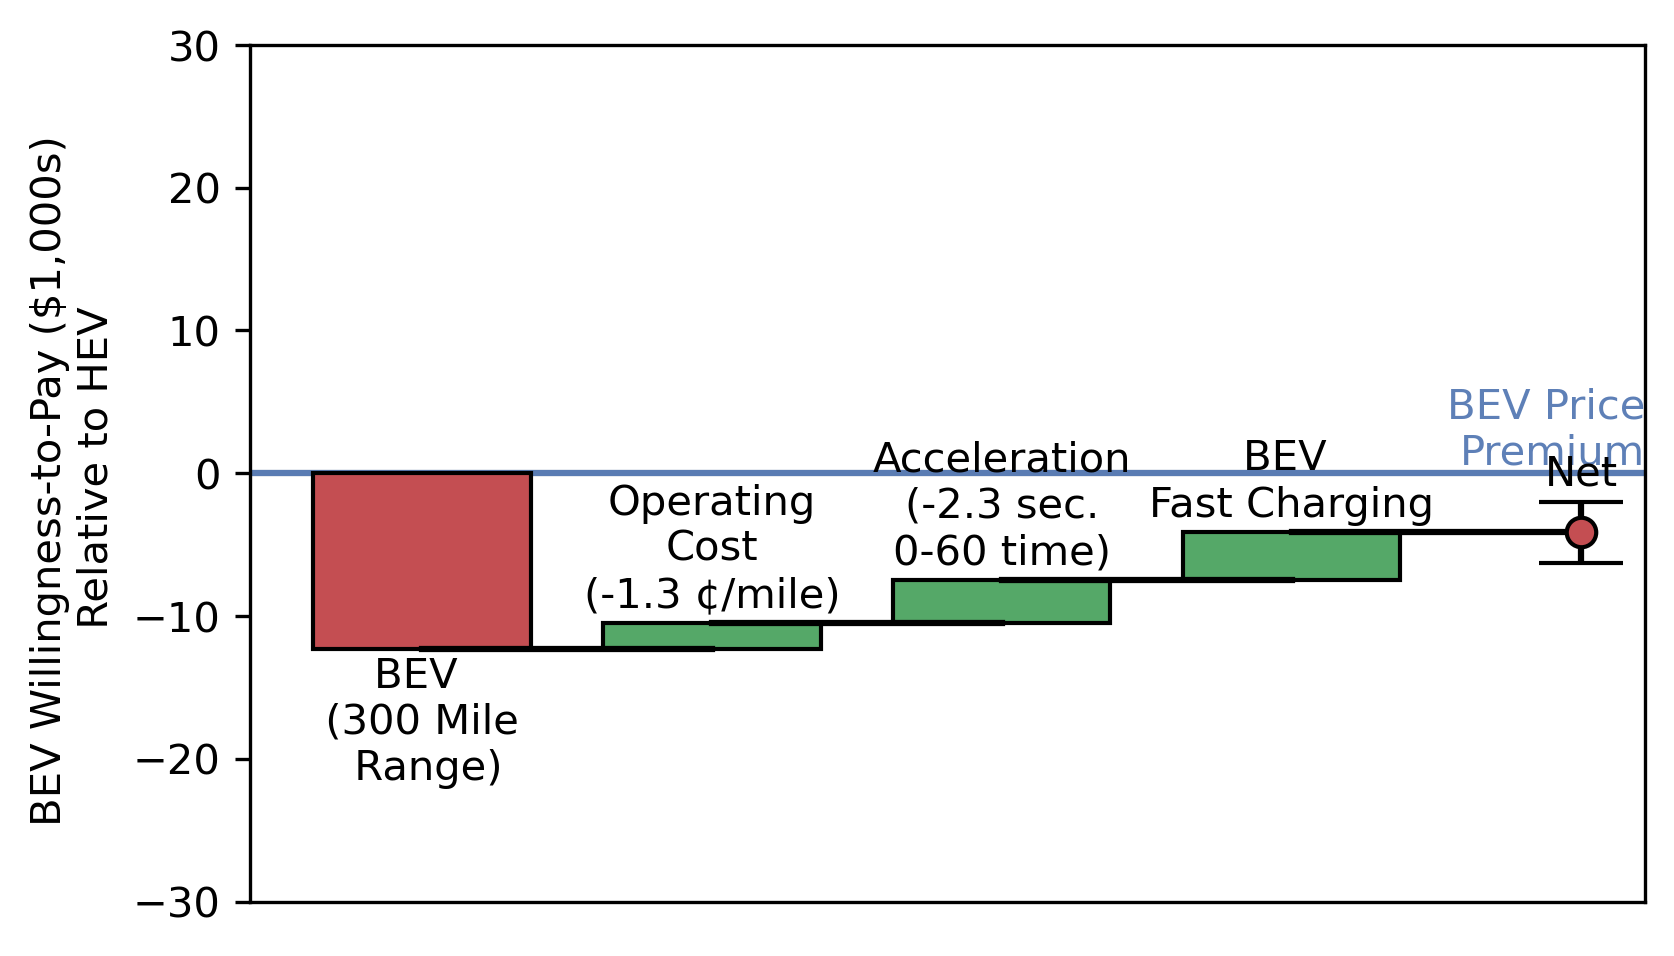 BEV Willingness-to-Pay ($1,000s)
Relative to HEV
30
20
10
0
−10
−20
−30
BEV
(300 Mile
Range)
Operating
Cost
(-1.3 ¢/mile)
Acceleration
(-2.3 sec.
0-60 time)
BEV
Fast Charging
BEV Price
Premium
Net